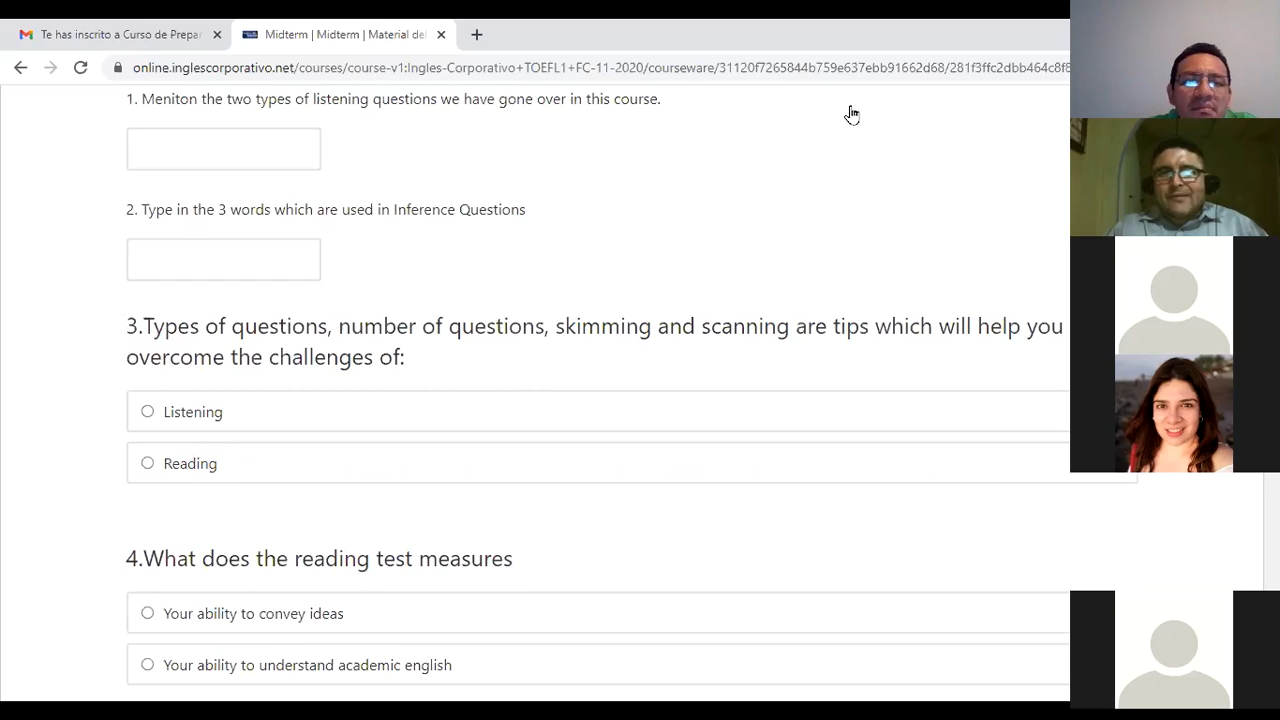 Te has inscrito a Curso de Prepar
Midterm | Midterm | Material del
online.inglescorporativo.net/courses/course-v1:Ingles-Corporativo+TOEFL1+FC-11-2020/courseware/31120f7265844b759e637ebb91662d68/281f3ffc2dbb464c8f8
1. Meniton the two types of listening questions we have gone over in this course.
2. Type in the 3 words which are used in Inference Questions
3.Types of questions, number of questions, skimming and scanning are tips which will help you
overcome the challenges of:
Listening
Reading
4.What does the reading test measures
Your ability to convey ideas
Your ability to understand academic english